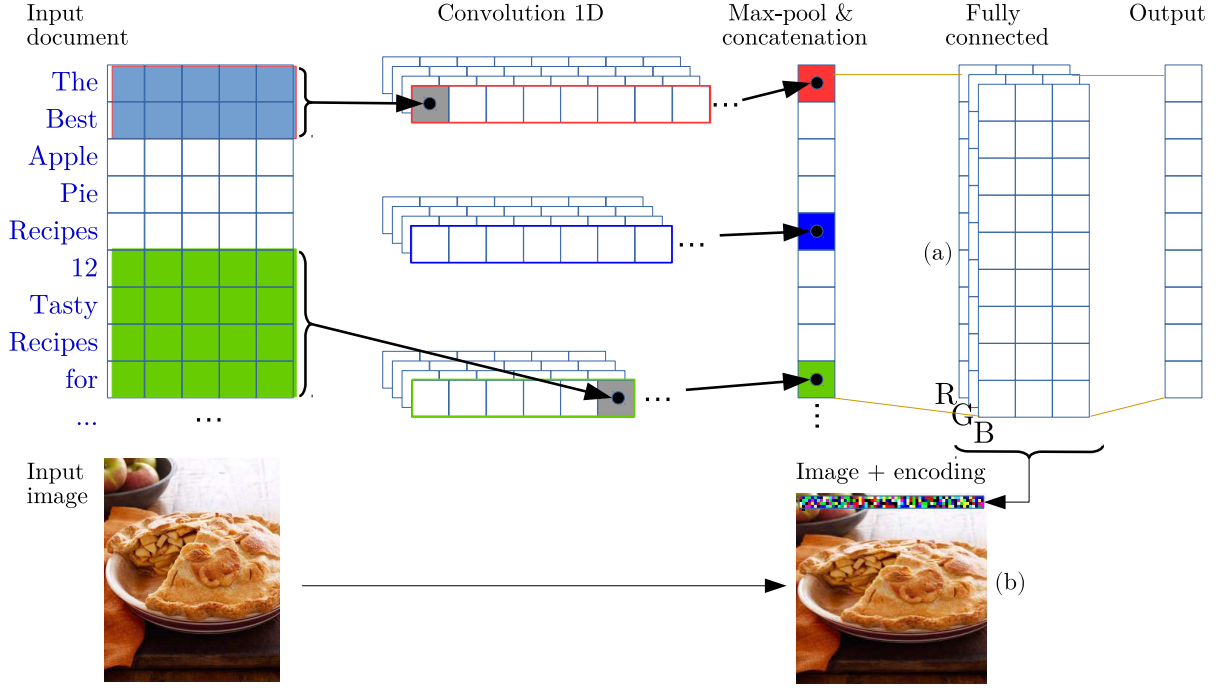 Input
document
Convolution 1D
Max-pool &
concatenation
Fully
connected
Output
The
Best
Apple
Pie
Recipes
12
Tasty
Recipes
for
...
...
...
...
...
(a)
R
G
B
Input
image
Image + encoding
(b)